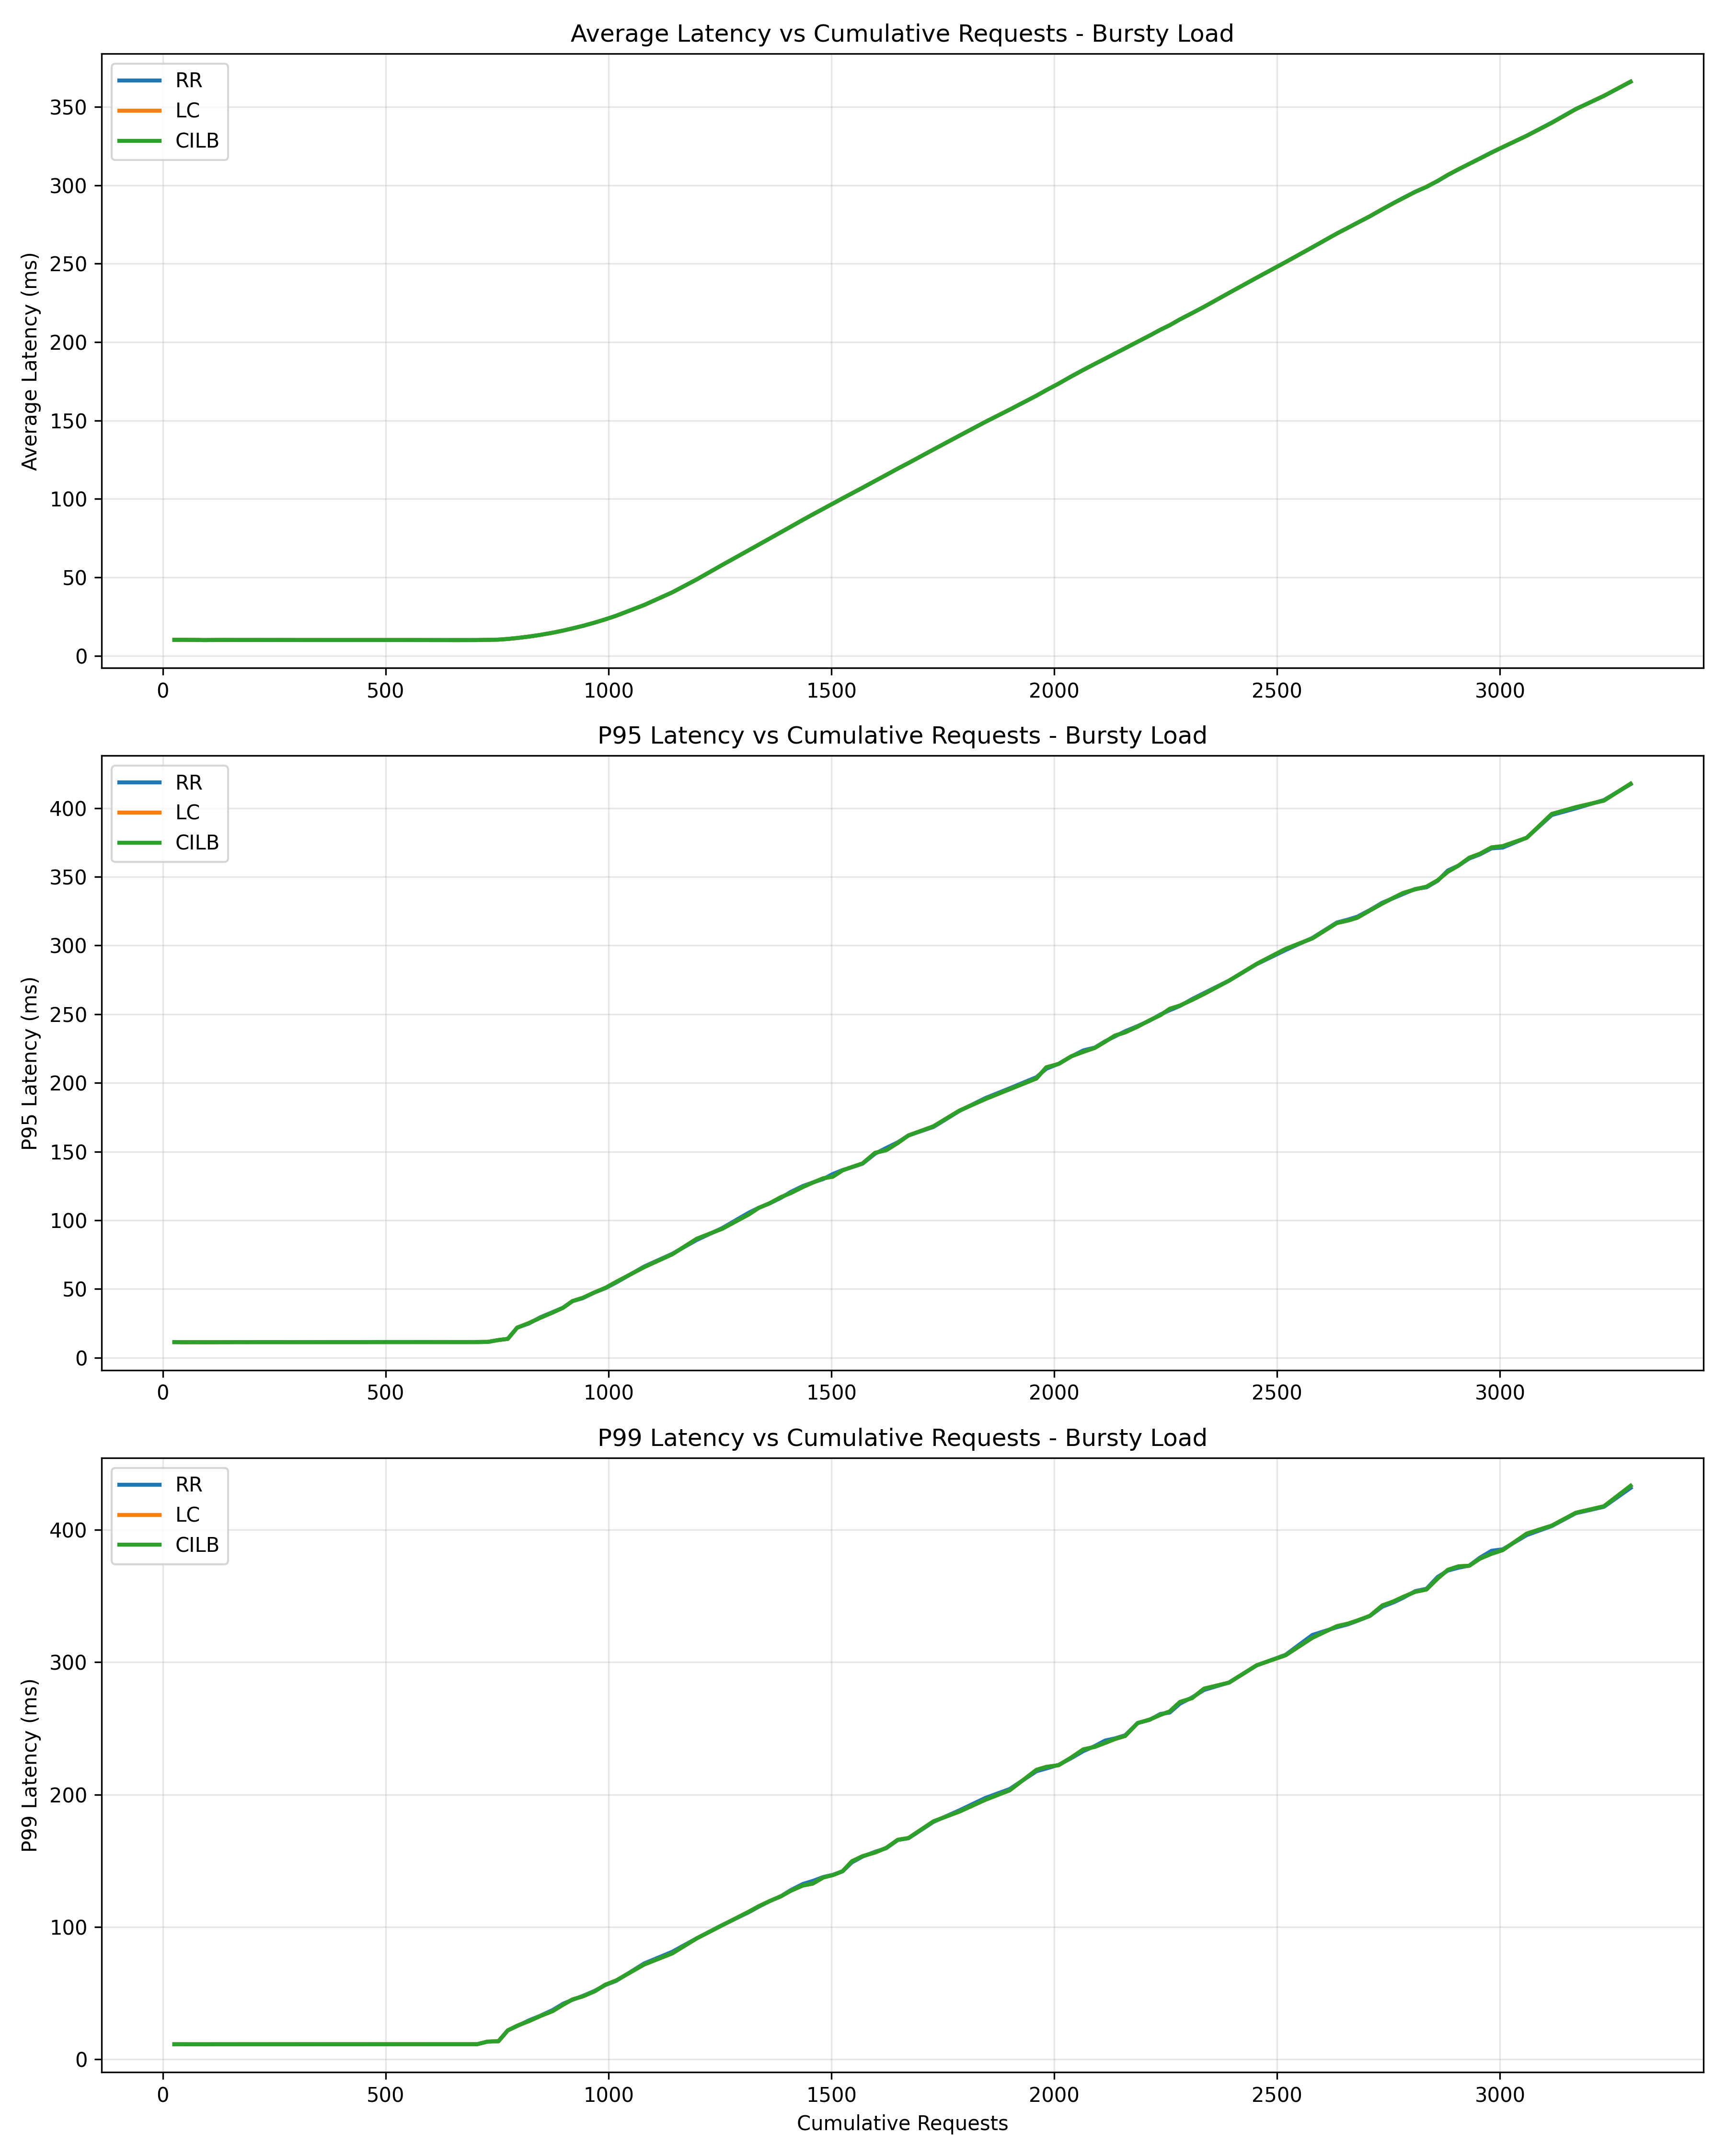 Average Latency vs Cumulative Requests - Bursty Load
RR
LC
CILB
Average Latency (ms)
350
300
250
200
150
100
50
0
0 500 1000 1500 2000 2500 3000
P95 Latency vs Cumulative Requests - Bursty Load
RR
LC
CILB
P95 Latency (ms)
400
350
300
250
200
150
100
50
0
0 500 1000 1500 2000 2500 3000
P99 Latency vs Cumulative Requests - Bursty Load
RR
LC
CILB
P99 Latency (ms)
400
300
200
100
0
0 500 1000 1500 2000 2500 3000
Cumulative Requests